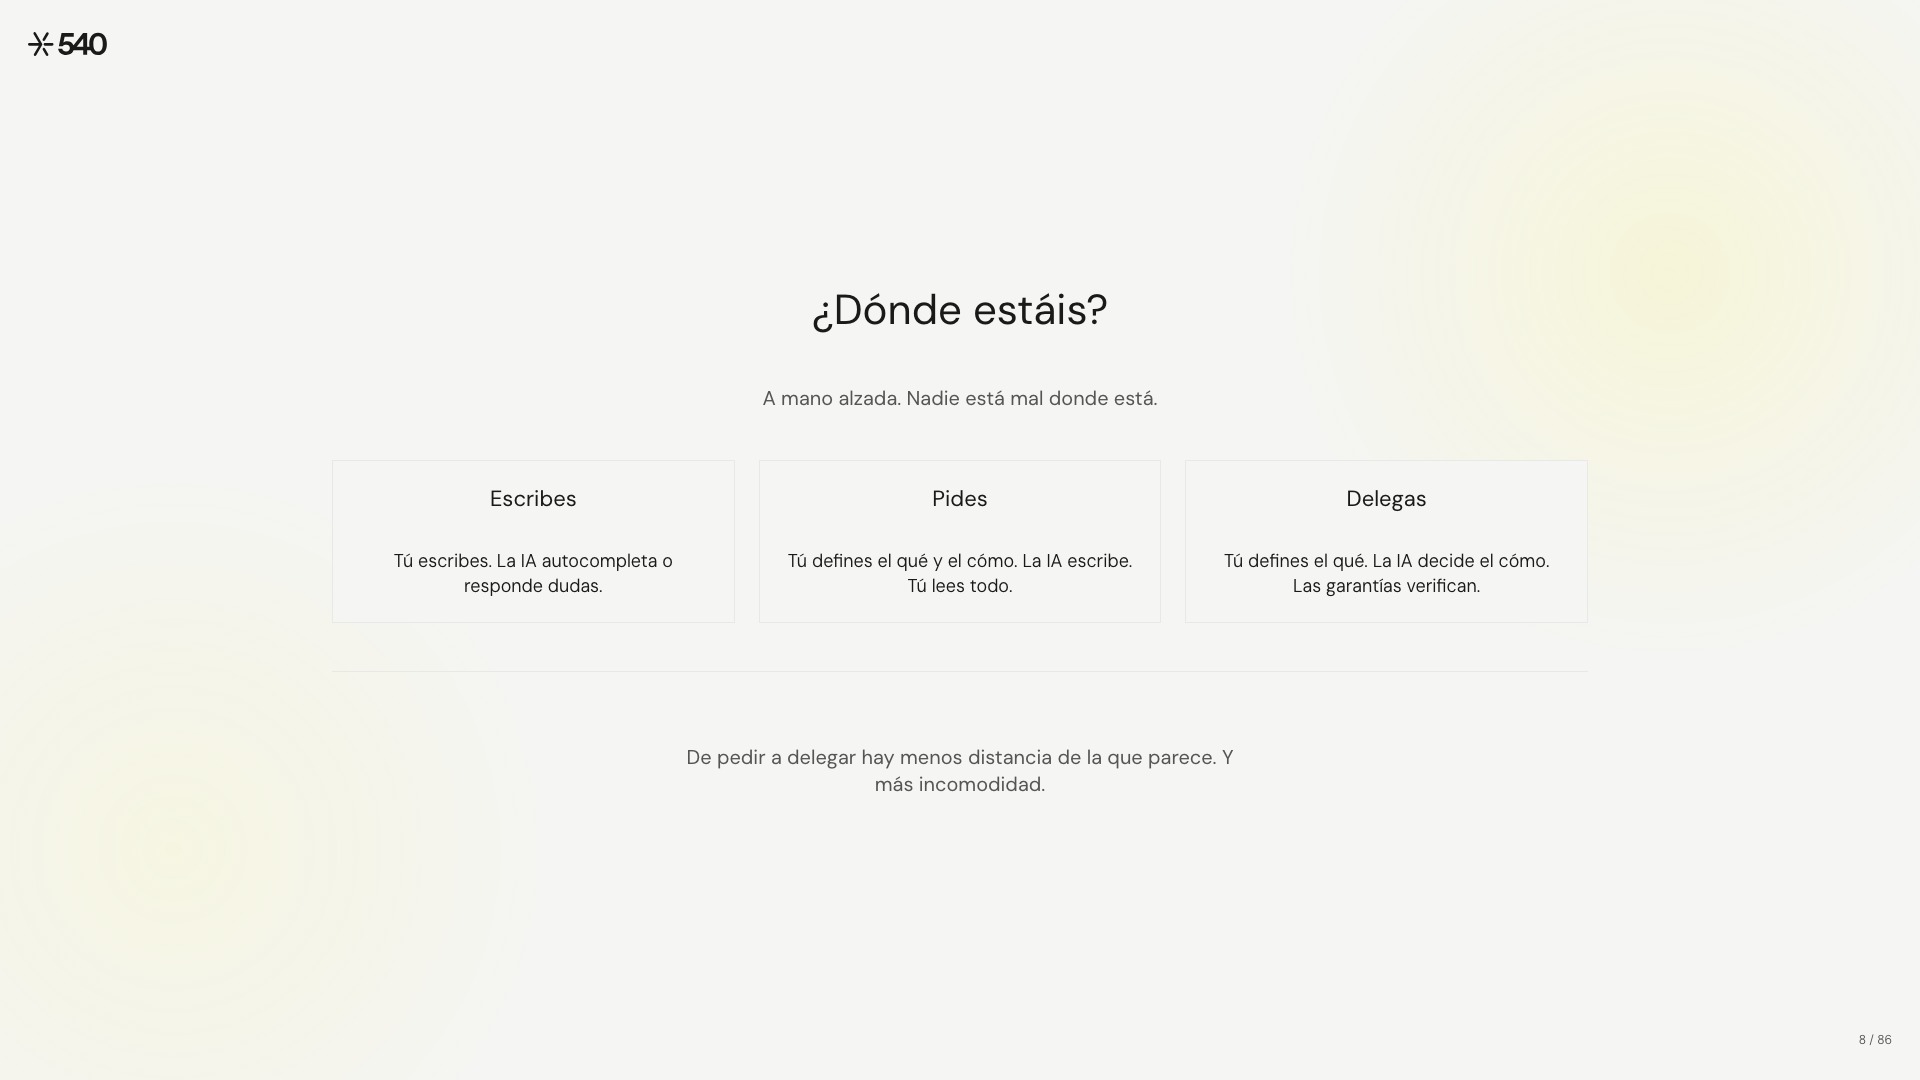 540
¿Dónde estáis?
A mano alzada. Nadie está mal donde está.
Escribes
Tú escribes. La IA autocompleta o
responde dudas.
Pides
Tú defines el qué y el cómo. La IA escribe.
Tú lees todo.
Delegas
Tú defines el qué. La IA decide el cómo.
Las garantías verifican.
De pedir a delegar hay menos distancia de la que parece. Y
más incomodidad.
8 / 86